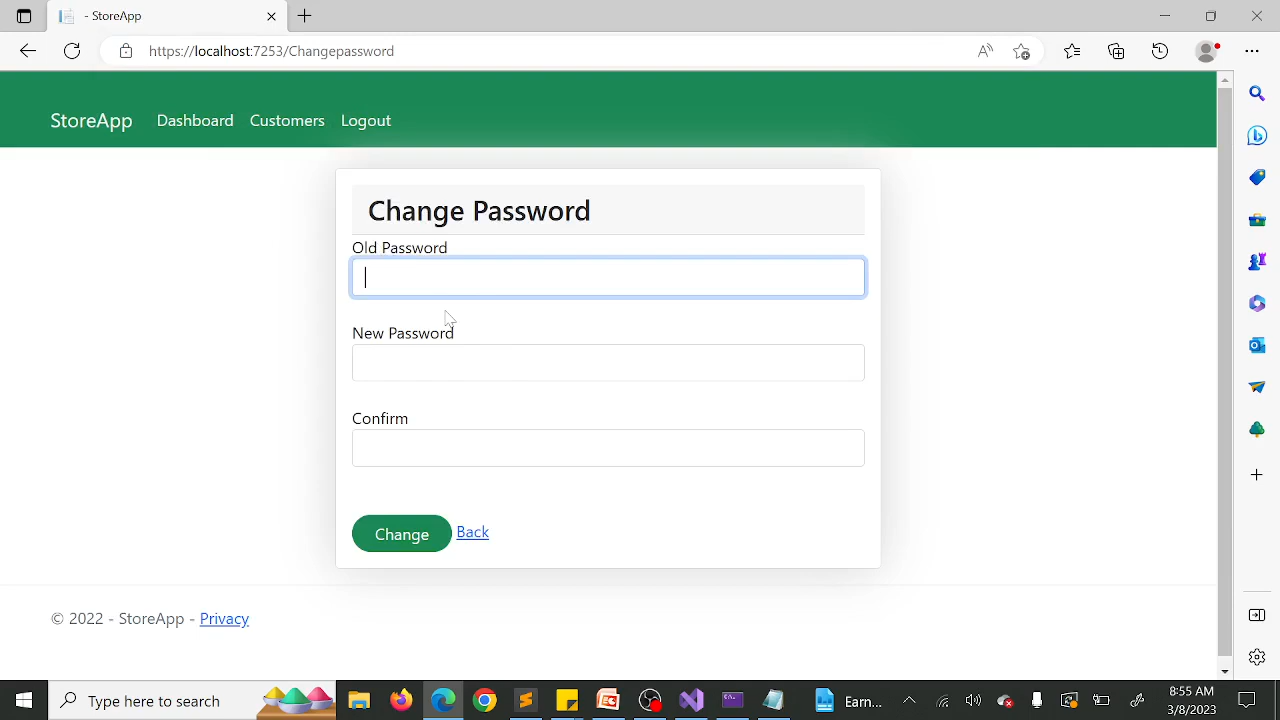 - StoreApp
https://localhost:7253/Changepassword
StoreApp Dashboard Customers Logout
Change Password
Old Password
New Password
Confirm
Change Back
© 2022 - StoreApp - Privacy
Type here to search
Earn...
8:55 AM
3/8/2023